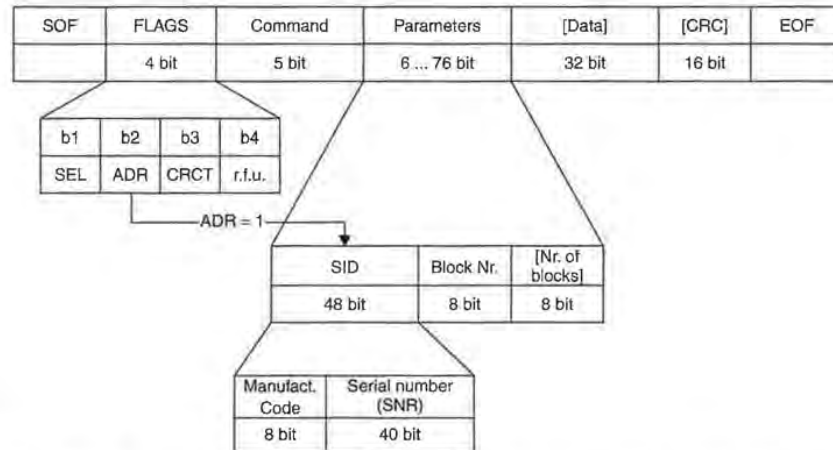 SOF FLAGS Command Parameters [Data] [CRC] EOF
4 bit 5 bit 6 ... 76 bit 32 bit 16 bit
b1 b2 b3 b4
SEL ADR CRCT r.f.u.
ADR = 1
SID Block Nr. [Nr. of
blocks]
48 bit 8 bit 8 bit
Manufact. Serial number
Code (SNR)
8 bit 40 bit